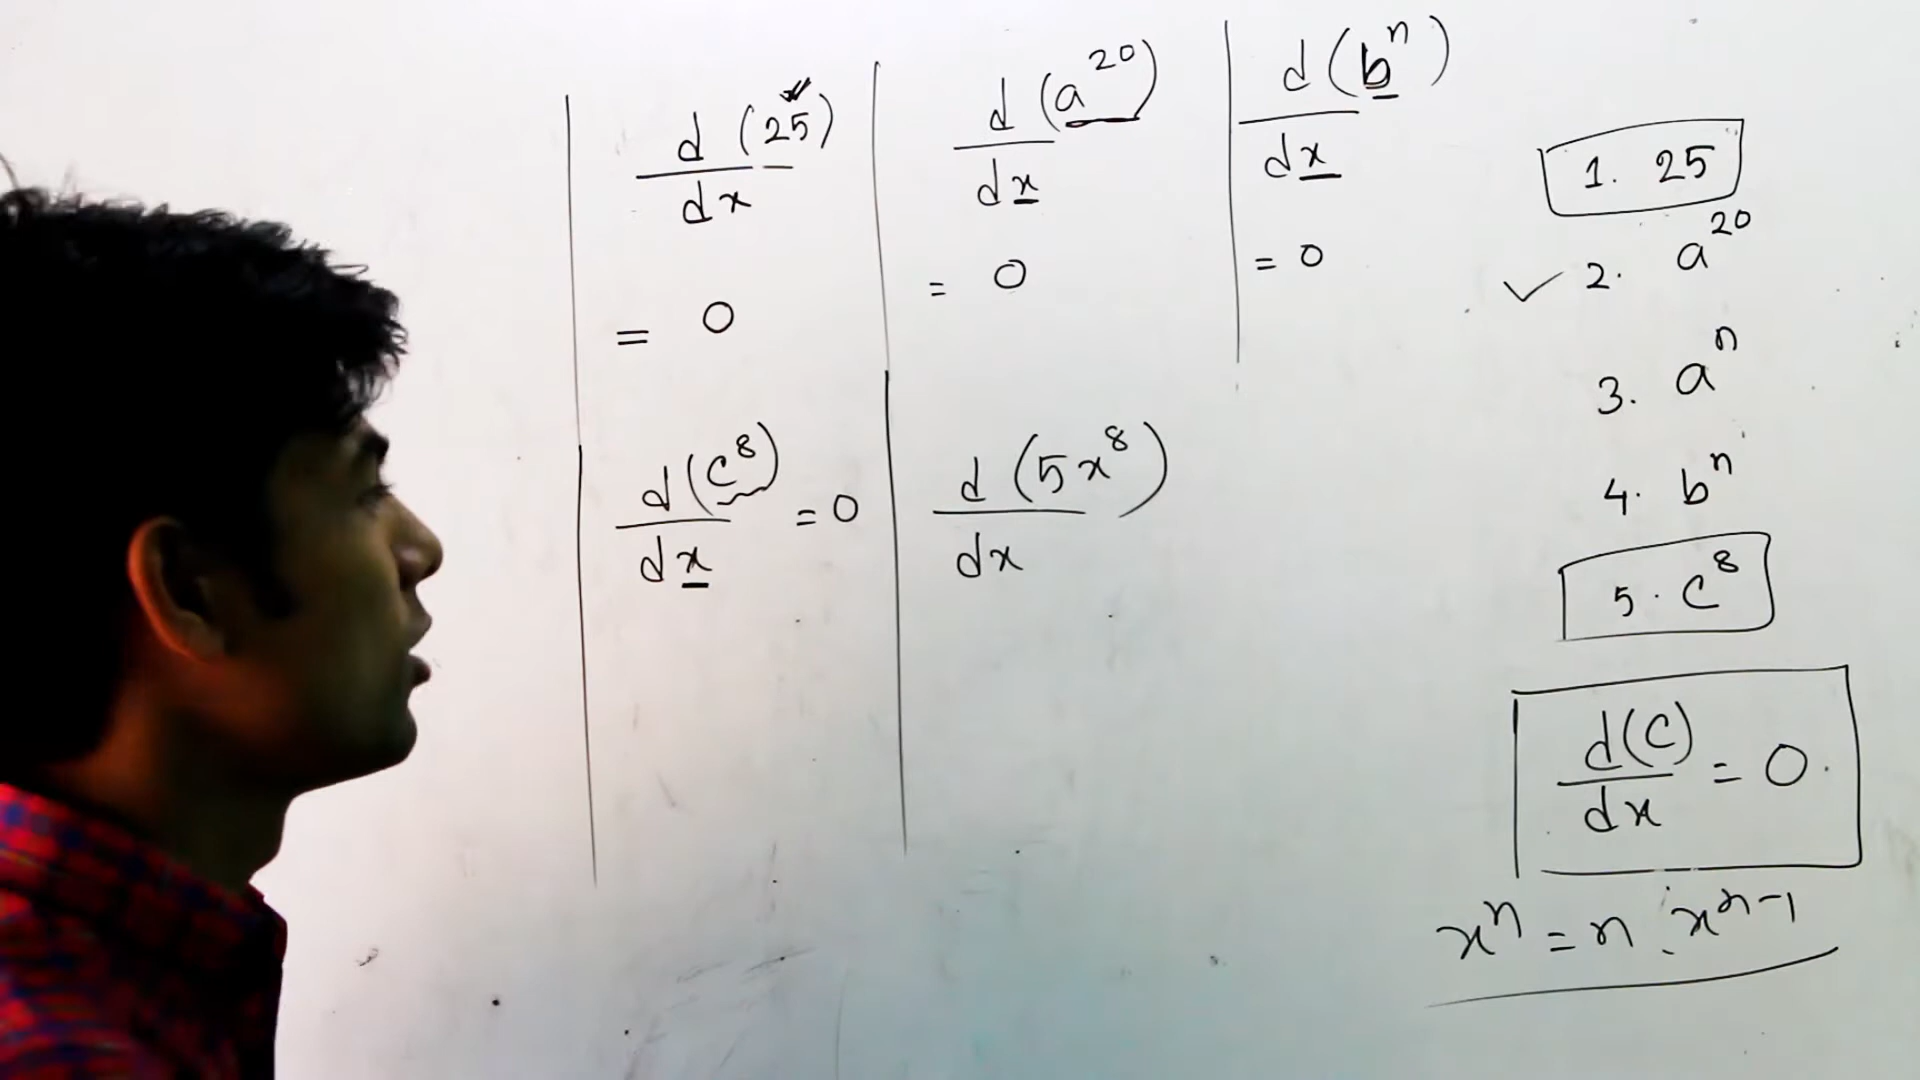 d(25)/dx
= 0
d(a^20)/dx
= 0
d(b^n)/dx
= 0
d(c^8)/dx = 0
d(5x^8)/dx
1. 25
✓ 2. a^20
3. a^n
4. b^n
5. c^8
d(c)/dx = 0.
x^n = n.x^n-1